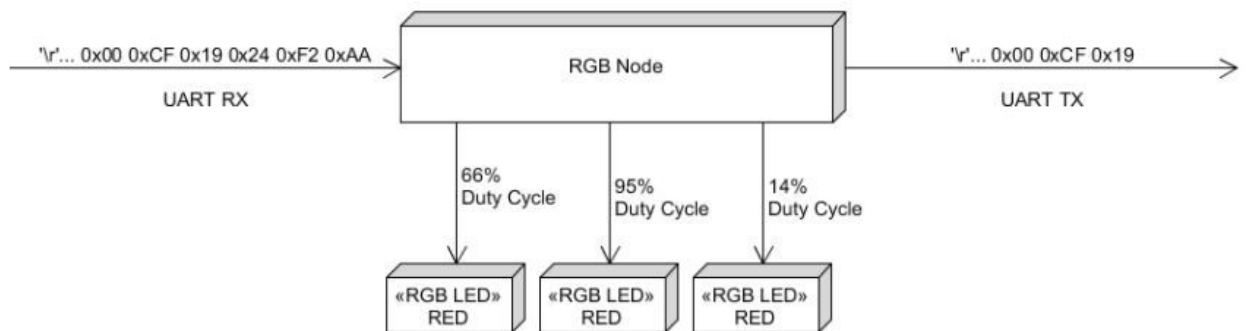 '\r'... 0x00 0xCF 0x19 0x24 0xF2 0xAA
UART RX
RGB Node
'\r'... 0x00 0xCF 0x19
UART TX
66%
Duty Cycle
95%
Duty Cycle
14%
Duty Cycle
«RGB LED»
RED
«RGB LED»
RED
«RGB LED»
RED